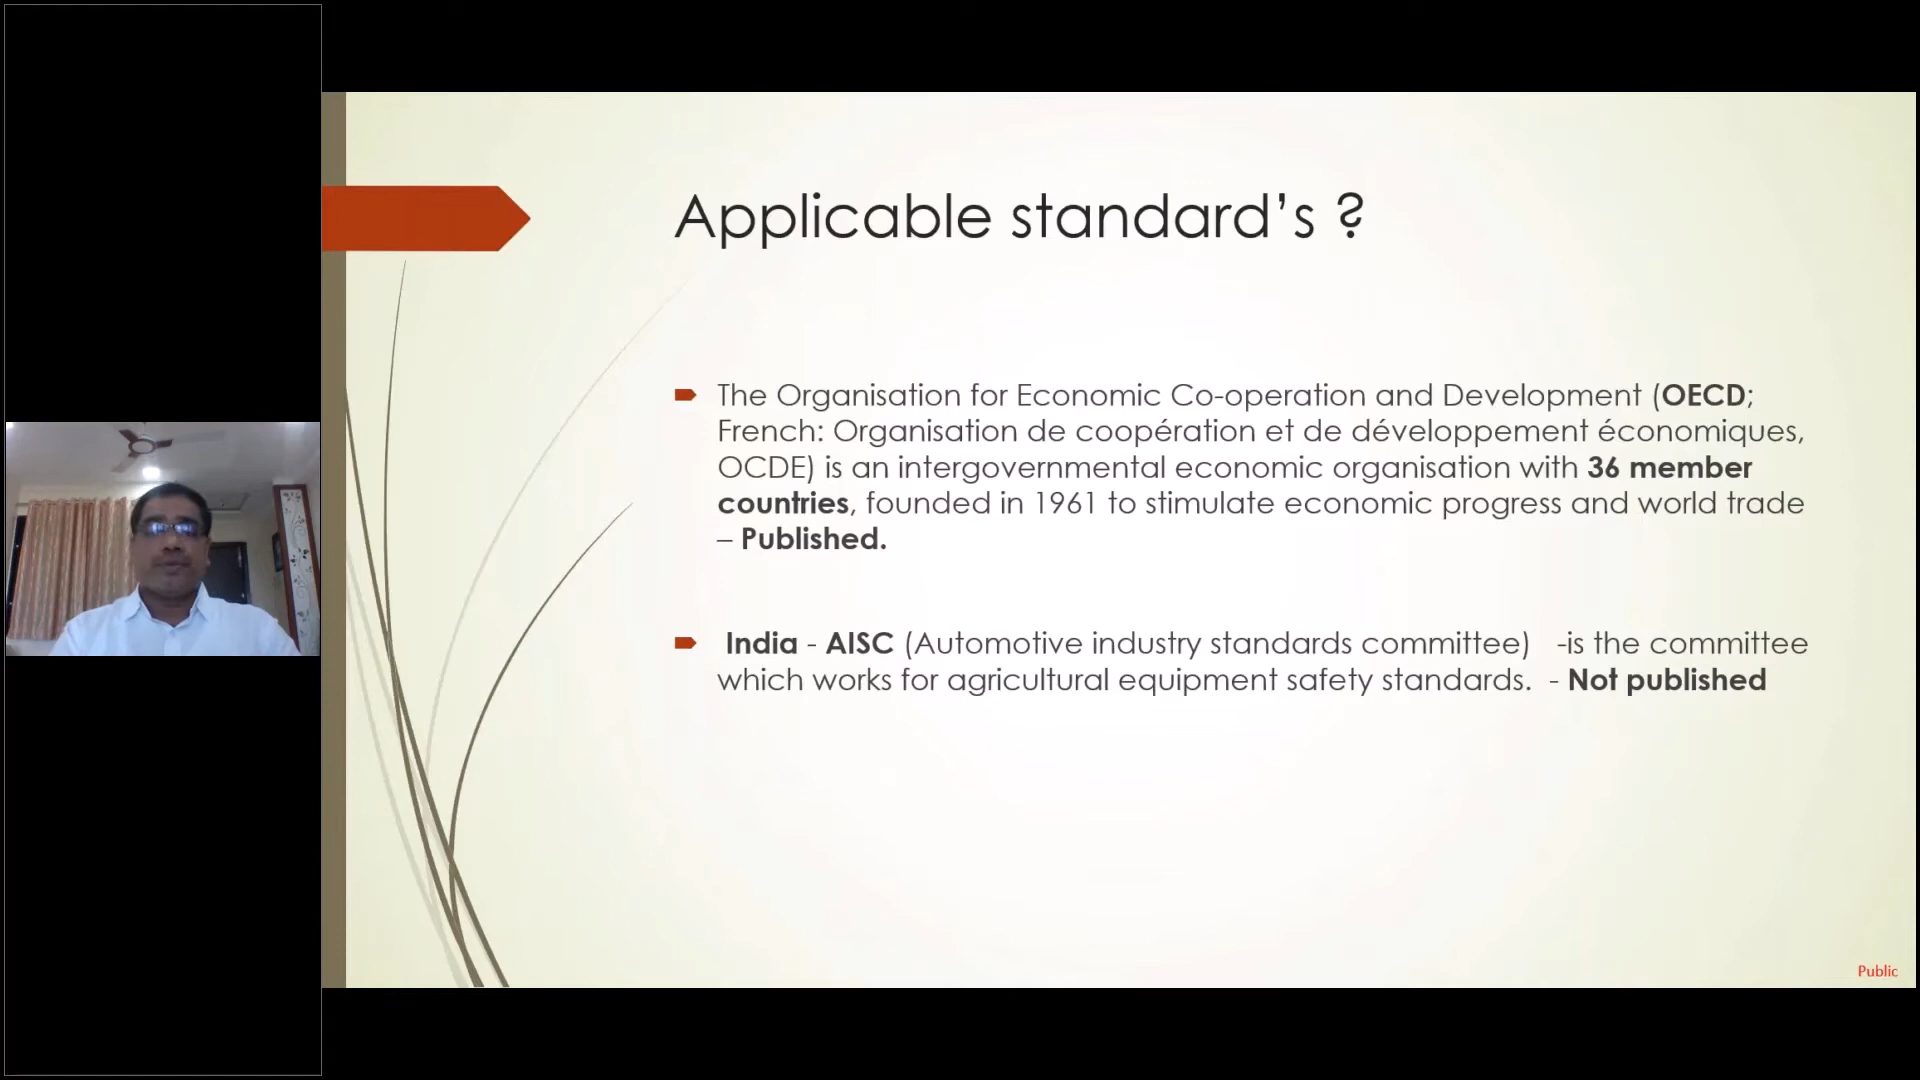 Applicable standard’s ?
The Organisation for Economic Co-operation and Development (OECD;
French: Organisation de coopération et de développement économiques,
OCDE) is an intergovernmental economic organisation with 36 member
countries, founded in 1961 to stimulate economic progress and world trade
– Published.
India - AISC (Automotive industry standards committee) -is the committee
which works for agricultural equipment safety standards. - Not published
Public